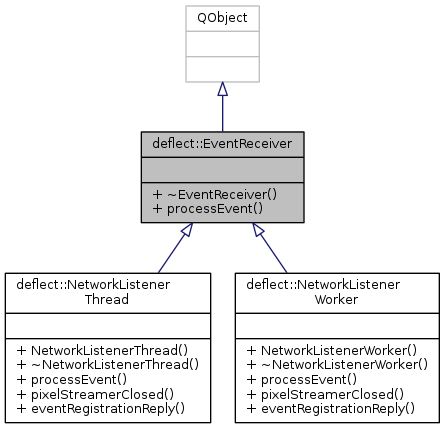 QObject
deflect::EventReceiver
+ ~EventReceiver()
+ processEvent()
deflect::NetworkListener
Thread
+ NetworkListenerThread()
+ ~NetworkListenerThread()
+ processEvent()
+ pixelStreamerClosed()
+ eventRegistrationReply()
deflect::NetworkListener
Worker
+ NetworkListenerWorker()
+ ~NetworkListenerWorker()
+ processEvent()
+ pixelStreamerClosed()
+ eventRegistrationReply()